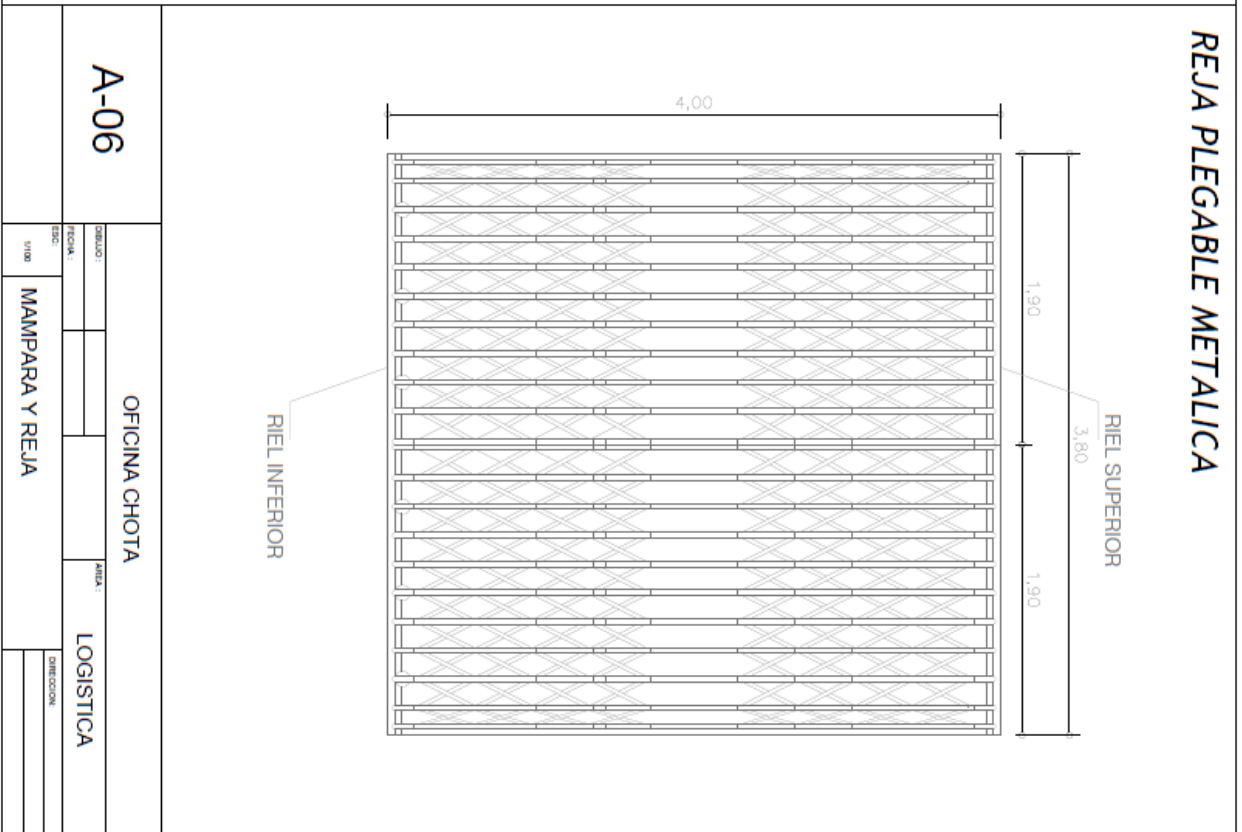 REJA PLEGABLE METALICA
3,80
1,90
1,90
RIEL SUPERIOR
4,00
RIEL INFERIOR
OFICINA CHOTA
A-06
DIBUJO :
FECHA :
AREA :
LOGISTICA
ESC:
1/100
MAMPARA Y REJA
DIRECCION: